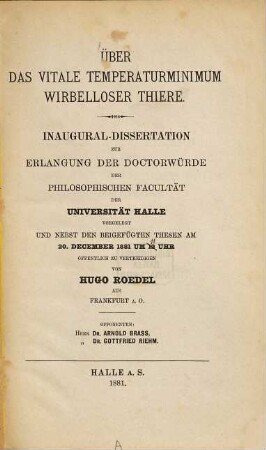 ÜBER
DAS VITALE TEMPERATURMINIMUM
WIRBELLOSER THIERE.
INAUGURAL-DISSERTATION
ZUR
ERLANGUNG DER DOCTORWÜRDE
DER
PHILOSOPHISCHEN FACULTÄT
DER
UNIVERSITÄT HALLE
VORGELEGT
UND NEBST DEN BEIGEFÜGTEN THESEN AM
20. DECEMBER 1881 UM UHR
ÖFFENTLICH ZU VERTHEIDIGEN
VON
HUGO ROEDEL
AUS
FRANKFURT A. O.
OPPONENTEN:
HERR DR. ARNOLD BRASS,
„ DR. GOTTFRIED RIEHM.
HALLE A. S.
1881.
A